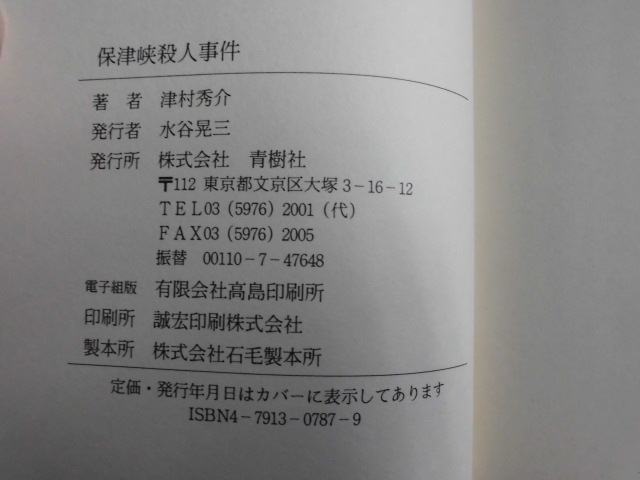 保津峡殺人事件
著　者　津村秀介
発行者　水谷晃三
発行所　株式会社　青樹社
〒112 東京都文京区大塚 3－16－12
ＴＥＬ03 (5976) 2001 (代)
ＦＡＸ03 (5976) 2005
振替　00110－7－47648
電子組版　有限会社高島印刷所
印刷所　誠宏印刷株式会社
製本所　株式会社石毛製本所
定価・発行年月日はカバーに表示してあります
ISBN4－7913－0787－9